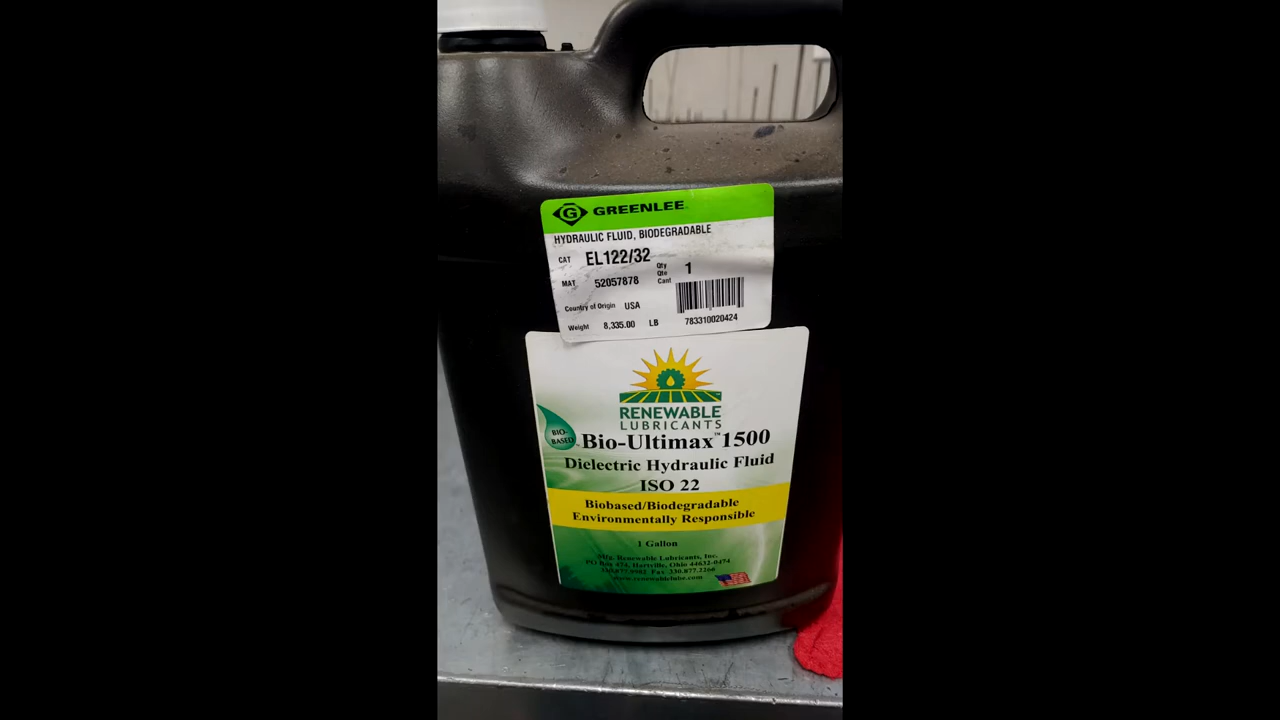 G GREENLEE
HYDRAULIC FLUID, BIODEGRADABLE
CAT EL122/32
Qty
Qte
Cant
1
MAT 52057878
Country of Origin USA
Weight 8,335.00 LB
783310020424
RENEWABLE
LUBRICANTS
BIO-
BASED
Bio-Ultimax™1500
Dielectric Hydraulic Fluid
ISO 22
Biobased/Biodegradable
Environmentally Responsible
1 Gallon
Mfg. Renewable Lubricants, Inc.
PO Box 474, Hartville, Ohio 44632-0474
330.877.9982 Fax 330.877.2266
www.renewablelube.com